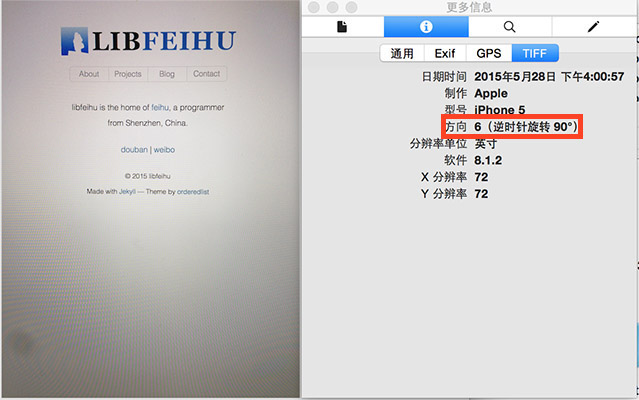 LIBFEIHU
About Projects Blog Contact
libfeihu is the home of feihu, a programmer
from Shenzhen, China.
douban | weibo
© 2015 libfeihu
Made with Jekyll — Theme by orderedlist
更多信息
通用 Exif GPS TIFF
日期时间 2015年5月28日 下午4:00:57
制作 Apple
型号 iPhone 5
方向 6（逆时针旋转 90°）
分辨率单位 英寸
软件 8.1.2
X 分辨率 72
Y 分辨率 72